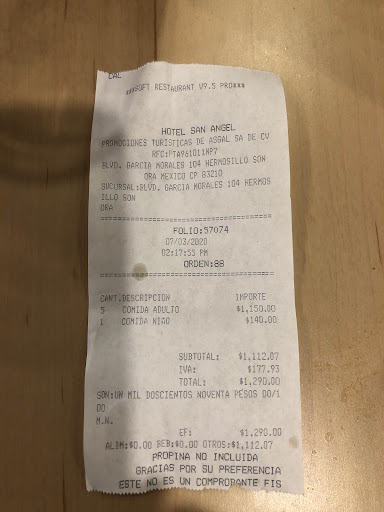 ***SOFT RESTAURANT V9.5 PRO***
HOTEL SAN ANGEL
PROMOCIONES TURISTICAS DE ASGAL SA DE CV
RFC:PTA961011NP7
BLVD. GARCIA MORALES 104 HERMOSILLO SON
ORA MEXICO CP 83210
SUCURSAL:BLVD. GARCIA MORALES 104 HERMOS
ILLO SON
ORA
========================================
FOLIO:57074
07/03/2020
02:17:55 PM
ORDEN:88
========================================
CANT.DESCRIPCION IMPORTE
5 COMIDA ADULTO $1,150.00
1 COMIDA NIÑO $140.00
SUBTOTAL: $1,112.07
IVA: $177.93
TOTAL: $1,290.00
SON:UN MIL DOSCIENTOS NOVENTA PESOS 00/1
00
M.N.
EF: $1,290.00
ALIM:$0.00 BEB:$0.00 OTROS:$1,112.07
PROPINA NO INCLUIDA
GRACIAS POR SU PREFERENCIA
ESTE NO ES UN COMPROBANTE FIS